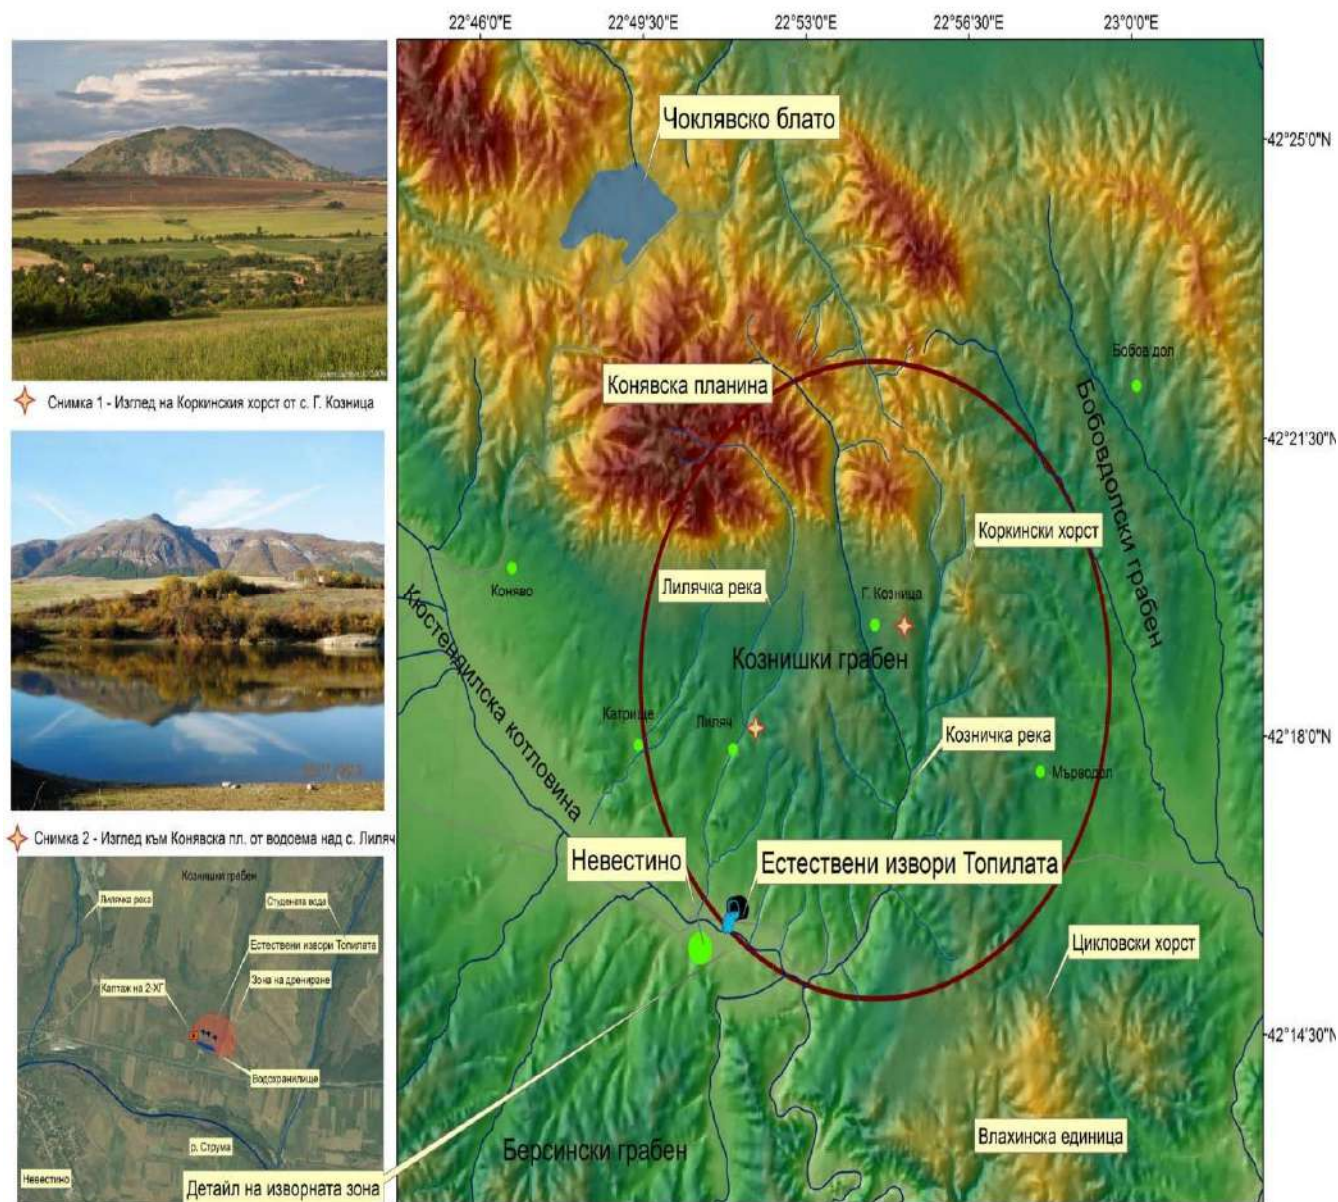 22°46'0"E
22°49'30"E
22°53'0"E
22°56'30"E
23°0'0"E
Чоклявско блато
42°25'0"N
Бобов дол
Конявска планина
Снимка 1 - Изглед на Коркинския хорст от с. Г. Козница
42°21'30"N
Бобовдолски грабен
Коркински хорст
Коняво
Лилячка река
Г. Козница
Кюстендилска котловина
Кознишки грабен
Катрище
Лиляч
Козничка река
42°18'0"N
Мърводол
Снимка 2 - Изглед към Конявска пл. от водоема над с. Лиляч
Невестино
Естествени извори Топилата
Кознишки грабен
Лилячка река
Студената вода
Естествени извори Топилата
Зона на дрениране
Каптаж на 2-ХГ
Водохранилище
Цикловски хорст
42°14'30"N
р. Струма
Невестино
Детайл на изворната зона
Берсински грабен
Влахинска единица